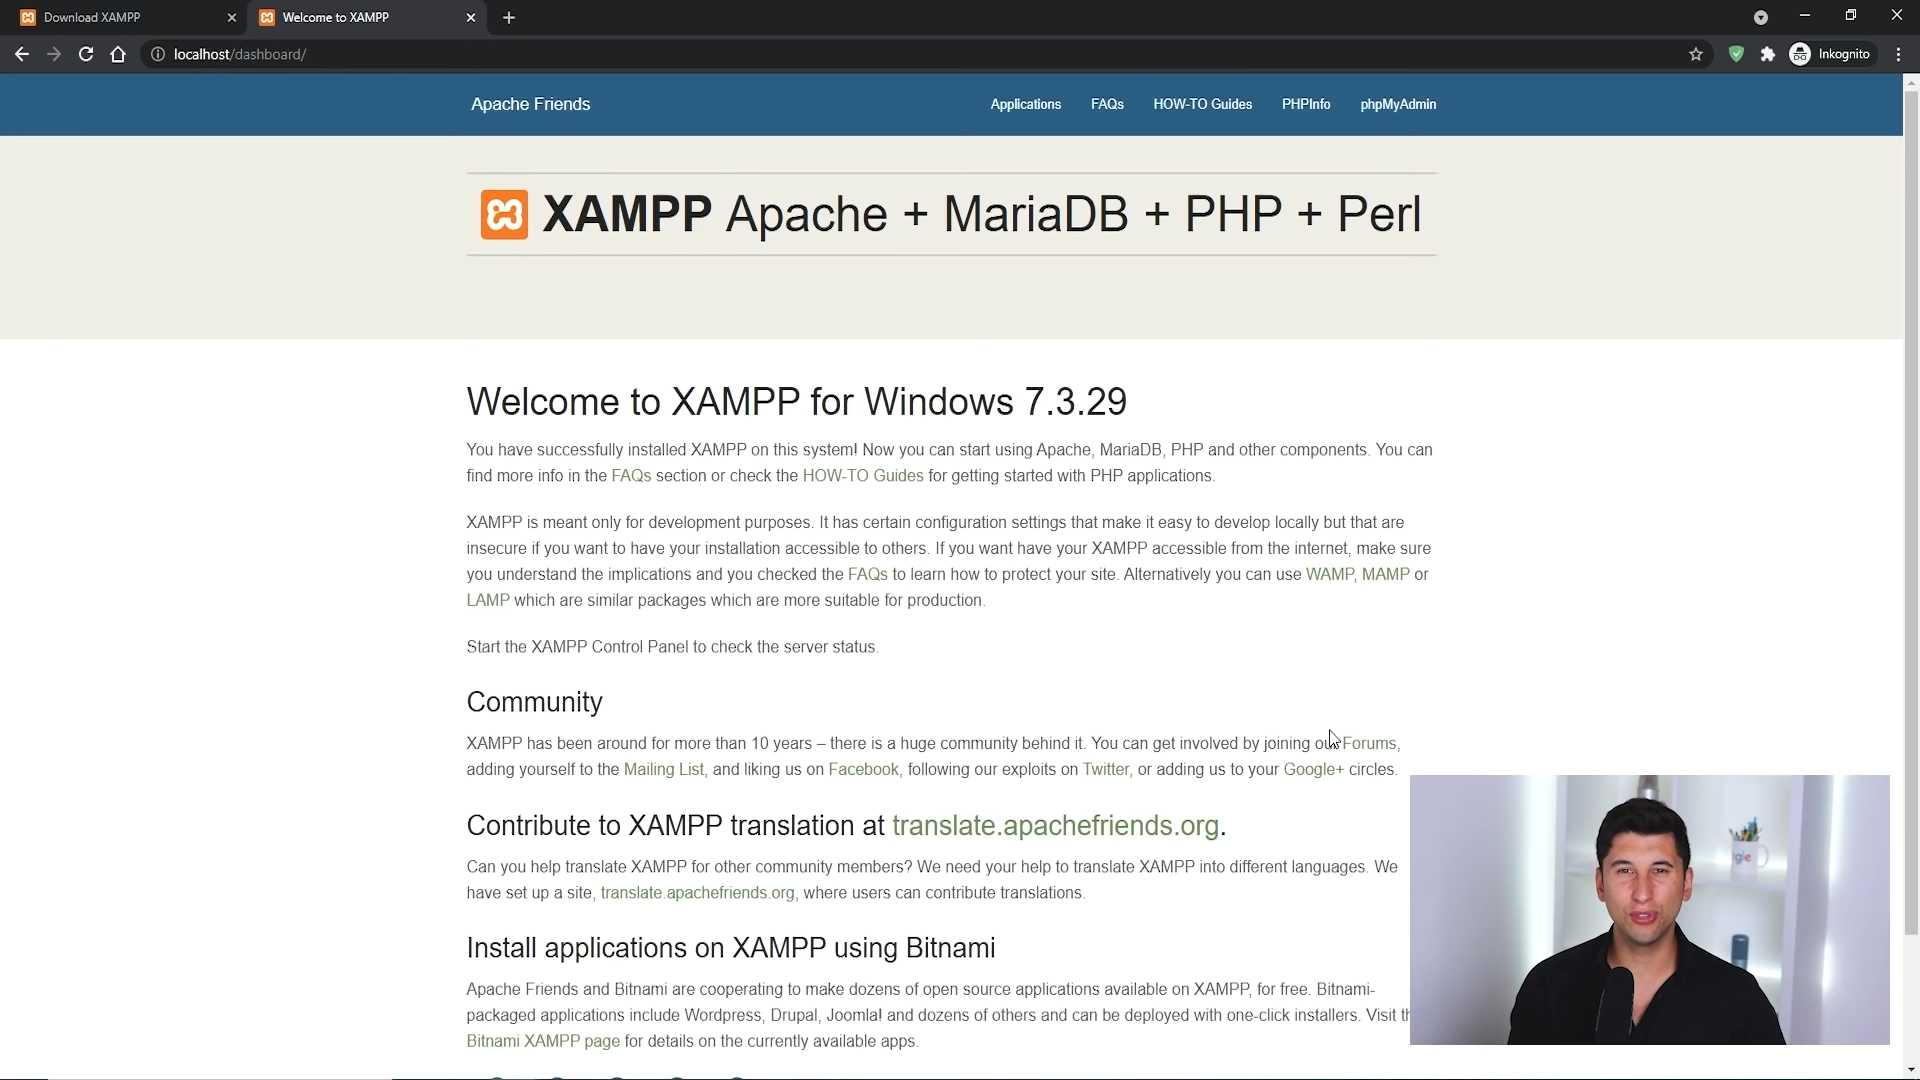 Download XAMPP
Welcome to XAMPP
localhost/dashboard/
Inkognito
Apache Friends
Applications
FAQs
HOW-TO Guides
PHPInfo
phpMyAdmin
XAMPP Apache + MariaDB + PHP + Perl
Welcome to XAMPP for Windows 7.3.29
You have successfully installed XAMPP on this system! Now you can start using Apache, MariaDB, PHP and other components. You can
find more info in the FAQs section or check the HOW-TO Guides for getting started with PHP applications.
XAMPP is meant only for development purposes. It has certain configuration settings that make it easy to develop locally but that are
insecure if you want to have your installation accessible to others. If you want have your XAMPP accessible from the internet, make sure
you understand the implications and you checked the FAQs to learn how to protect your site. Alternatively you can use WAMP, MAMP or
LAMP which are similar packages which are more suitable for production.
Start the XAMPP Control Panel to check the server status.
Community
XAMPP has been around for more than 10 years – there is a huge community behind it. You can get involved by joining our Forums,
adding yourself to the Mailing List, and liking us on Facebook, following our exploits on Twitter, or adding us to your Google+ circles.
Contribute to XAMPP translation at translate.apachefriends.org.
Can you help translate XAMPP for other community members? We need your help to translate XAMPP into different languages. We
have set up a site, translate.apachefriends.org, where users can contribute translations.
Install applications on XAMPP using Bitnami
Apache Friends and Bitnami are cooperating to make dozens of open source applications available on XAMPP, for free. Bitnami-
packaged applications include Wordpress, Drupal, Joomla! and dozens of others and can be deployed with one-click installers. Visit
Bitnami XAMPP page for details on the currently available apps.